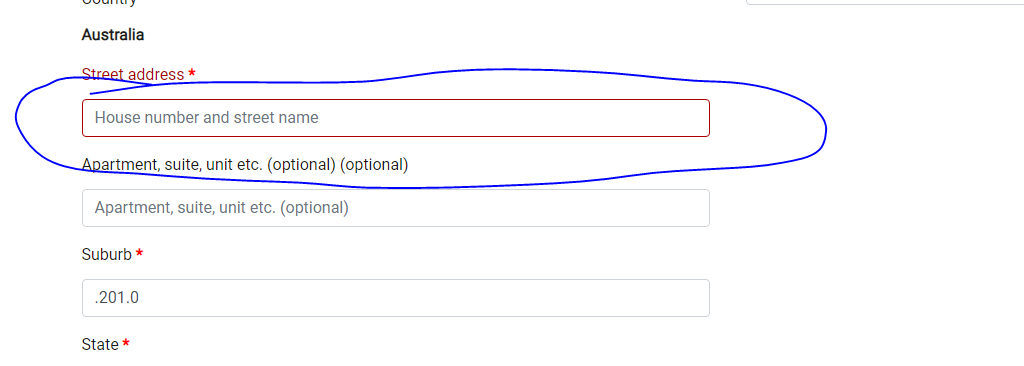 Country
Australia
Street address *
House number and street name
Apartment, suite, unit etc. (optional) (optional)
Apartment, suite, unit etc. (optional)
Suburb *
.201.0
State *